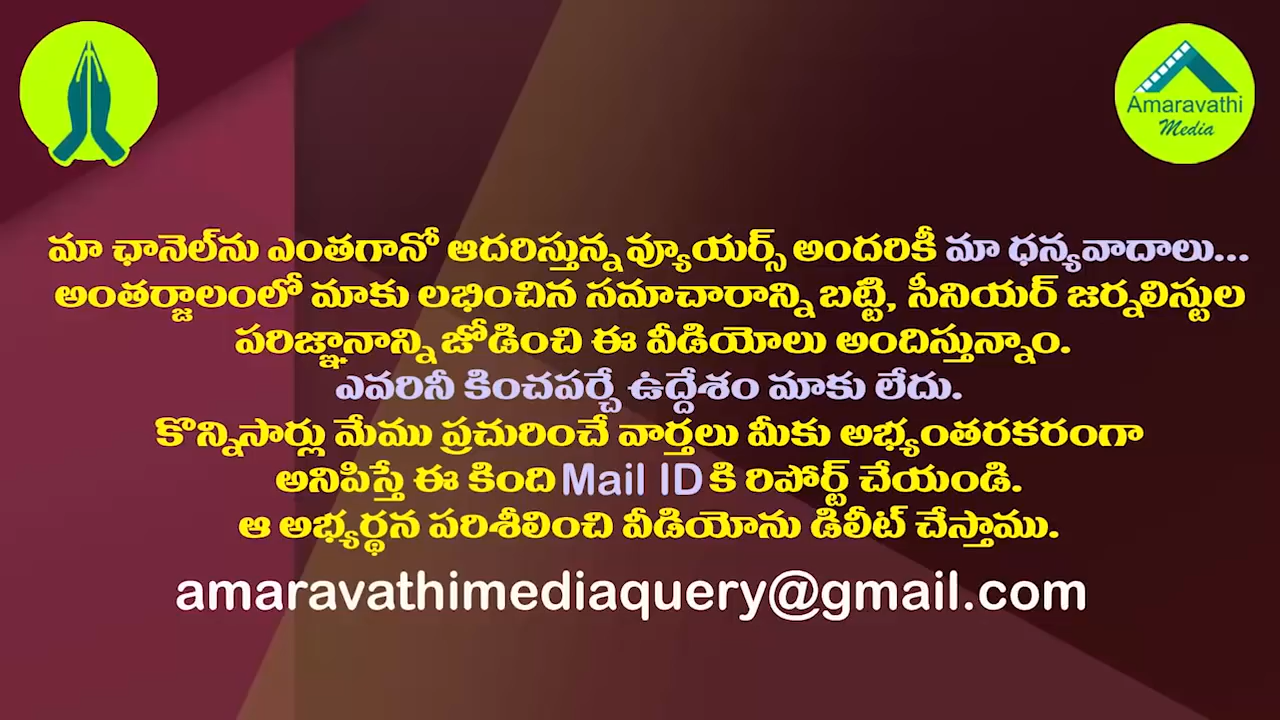 Amaravathi
Media
మా ఛానెల్‌ను ఎంతగానో ఆదరిస్తున్న వ్యూయర్స్ అందరికీ మా ధన్యవాదాలు...
అంతర్జాలంలో మాకు లభించిన సమాచారాన్ని బట్టి, సీనియర్ జర్నలిస్టుల
పరిజ్ఞానాన్ని జోడించి ఈ వీడియోలు అందిస్తున్నాం.
ఎవరినీ కించపర్చే ఉద్దేశం మాకు లేదు.
కొన్నిసార్లు మేము ప్రచురించే వార్తలు మీకు అభ్యంతరకరంగా
అనిపిస్తే ఈ కింది Mail ID కి రిపోర్ట్ చేయండి.
ఆ అభ్యర్థన పరిశీలించి వీడియోను డిలీట్ చేస్తాము.
amaravathimediaquery@gmail.com